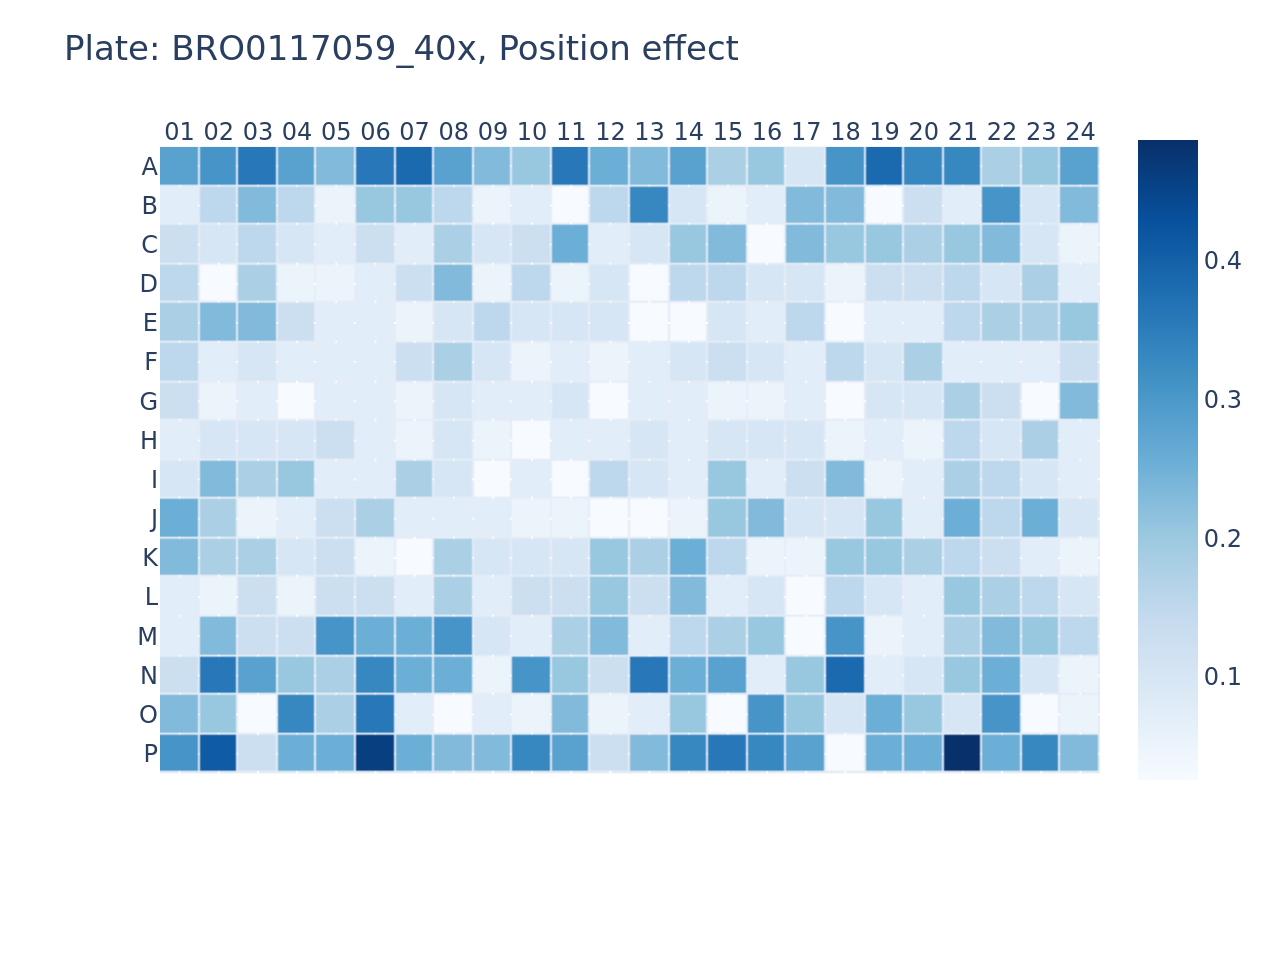 Plate: BRO0117059_40x, Position effect
01 02 03 04 05 06 07 08 09 10 11 12 13 14 15 16 17 18 19 20 21 22 23 24
A
B
C
D
E
F
G
H
I
J
K
L
M
N
O
P
0.4
0.3
0.2
0.1